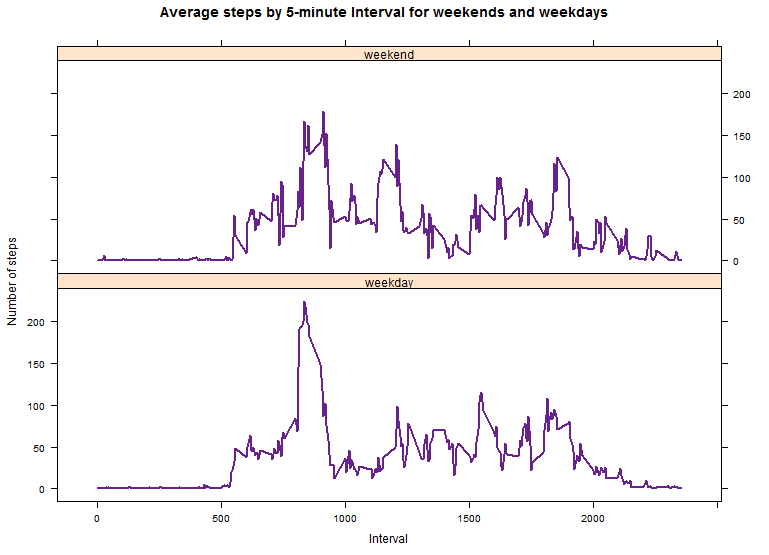 Average steps by 5-minute Interval for weekends and weekdays
weekend
200
150
100
50
0
weekday
200
150
100
50
0
Number of steps
0 500 1000 1500 2000
Interval